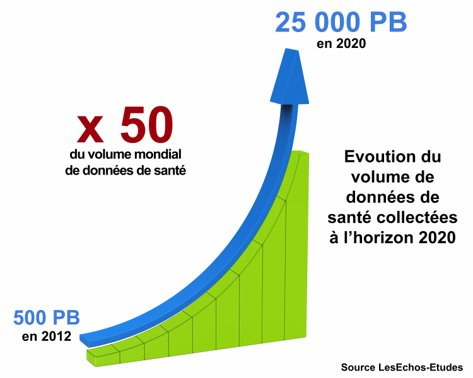 25 000 PB
en 2020
x 50
du volume mondial
de données de santé
Evoution du
volume de
données de
santé collectées
à l'horizon 2020
500 PB
en 2012
Source LesEchos-Etudes